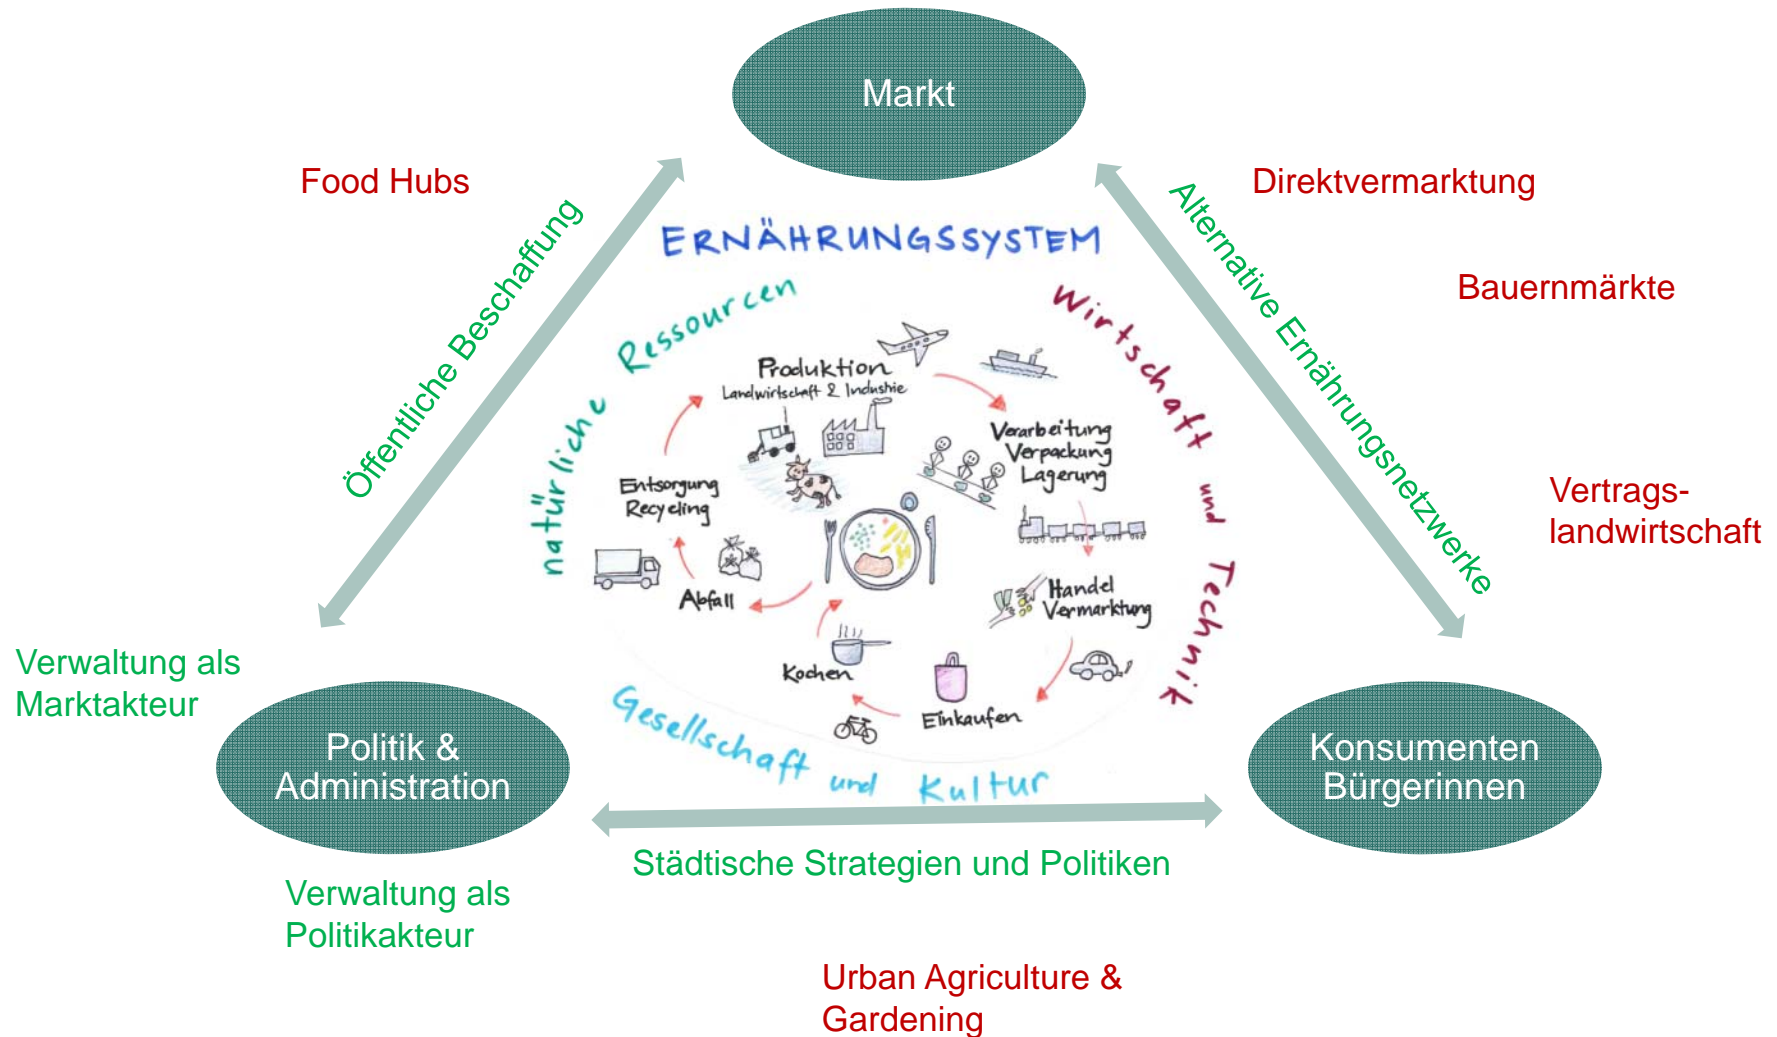 Markt
Food Hubs
Direktvermarktung
Öffentliche Beschaffung
Alternative Ernährungsnetzwerke
Bauernmärkte
Vertrags-
landwirtschaft
ERNÄHRUNGSSYSTEM
natürliche Ressourcen
Wirtschaft und Technik
Produktion
Landwirtschaft & Industrie
Verarbeitung
Verpackung
Lagerung
Entsorgung
Recycling
Abfall
Handel
Vermarktung
Kochen
Einkaufen
Gesellschaft und Kultur
Verwaltung als
Marktakteur
Politik &
Administration
Konsumenten
Bürgerinnen
Städtische Strategien und Politiken
Verwaltung als
Politikakteur
Urban Agriculture &
Gardening